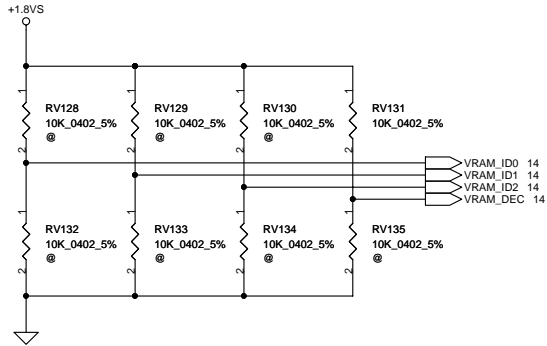 +1.8VS
1 1 1 1
RV128 RV129 RV130 RV131
10K_0402_5% 10K_0402_5% 10K_0402_5% 10K_0402_5%
@ @ @
2 2 2 2
VRAM_ID0 14
VRAM_ID1 14
VRAM_ID2 14
VRAM_DEC 14
1 1 1 1
RV132 RV133 RV134 RV135
10K_0402_5% 10K_0402_5% 10K_0402_5% 10K_0402_5%
@ @ @ @
2 2 2 2